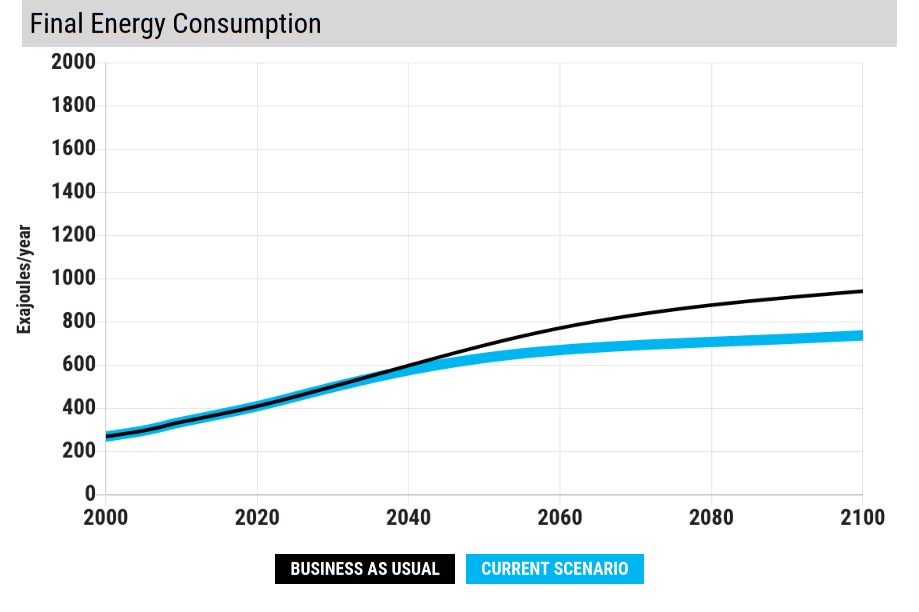 Final Energy Consumption
2000
1800
1600
1400
1200
1000
800
600
400
200
0
Exajoules/year
2000 2020 2040 2060 2080 2100
BUSINESS AS USUAL CURRENT SCENARIO